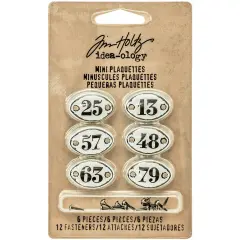 Tim Holtz
idea-ology
MINI PLAQUETTES
MINUSCULES PLAQUETTES
PEQUEÑAS PLAQUETTES
25 13
57 48
63 79
6 PIECES/6 PIECES/6 PIEZAS
12 FASTENERS/12 ATTACHES/12 SUJETADORES